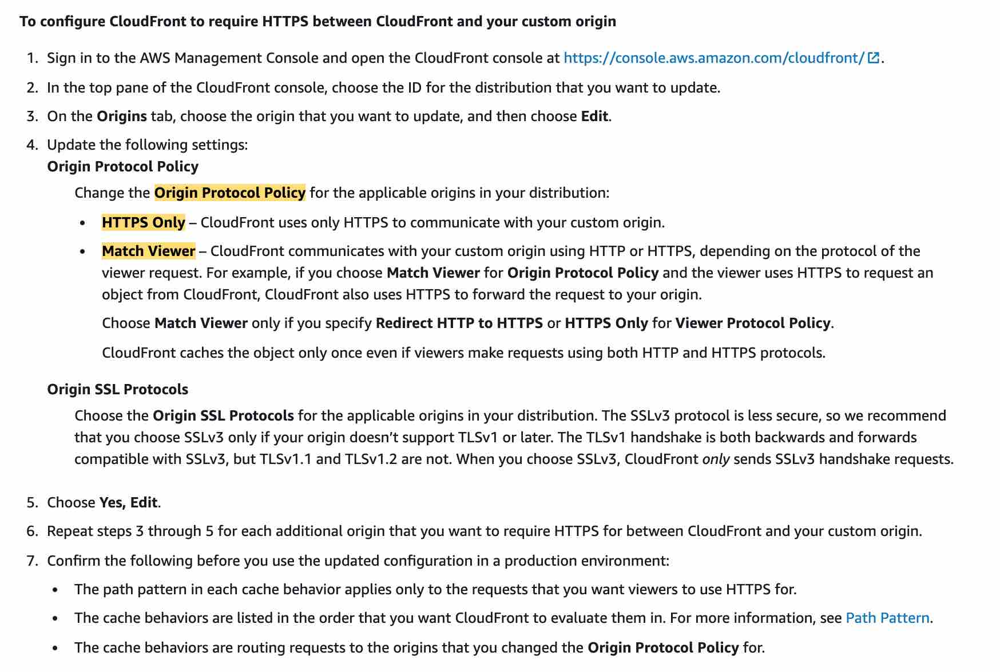 To configure CloudFront to require HTTPS between CloudFront and your custom origin
1. Sign in to the AWS Management Console and open the CloudFront console at https://console.aws.amazon.com/cloudfront/.
2. In the top pane of the CloudFront console, choose the ID for the distribution that you want to update.
3. On the Origins tab, choose the origin that you want to update, and then choose Edit.
4. Update the following settings:
Origin Protocol Policy
Change the Origin Protocol Policy for the applicable origins in your distribution:
• HTTPS Only – CloudFront uses only HTTPS to communicate with your custom origin.
• Match Viewer – CloudFront communicates with your custom origin using HTTP or HTTPS, depending on the protocol of the
viewer request. For example, if you choose Match Viewer for Origin Protocol Policy and the viewer uses HTTPS to request an
object from CloudFront, CloudFront also uses HTTPS to forward the request to your origin.
Choose Match Viewer only if you specify Redirect HTTP to HTTPS or HTTPS Only for Viewer Protocol Policy.
CloudFront caches the object only once even if viewers make requests using both HTTP and HTTPS protocols.
Origin SSL Protocols
Choose the Origin SSL Protocols for the applicable origins in your distribution. The SSLv3 protocol is less secure, so we recommend
that you choose SSLv3 only if your origin doesn’t support TLSv1 or later. The TLSv1 handshake is both backwards and forwards
compatible with SSLv3, but TLSv1.1 and TLSv1.2 are not. When you choose SSLv3, CloudFront only sends SSLv3 handshake requests.
5. Choose Yes, Edit.
6. Repeat steps 3 through 5 for each additional origin that you want to require HTTPS for between CloudFront and your custom origin.
7. Confirm the following before you use the updated configuration in a production environment:
• The path pattern in each cache behavior applies only to the requests that you want viewers to use HTTPS for.
• The cache behaviors are listed in the order that you want CloudFront to evaluate them in. For more information, see Path Pattern.
• The cache behaviors are routing requests to the origins that you changed the Origin Protocol Policy for.